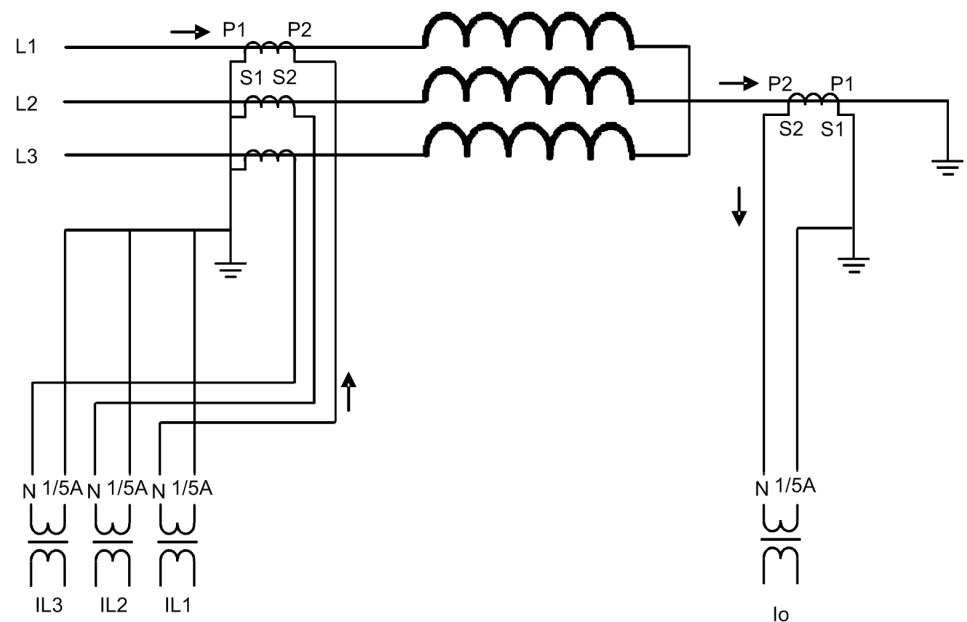 P1 P2
L1
S1 S2
P2 P1
L2
S2 S1
L3
N 1/5A N 1/5A N 1/5A
N 1/5A
IL3 IL2 IL1
Io